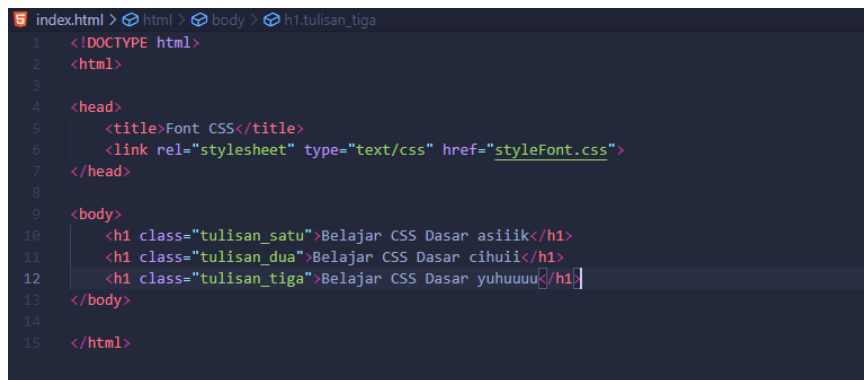 index.html > html > body > h1.tulisan_tiga
1 <!DOCTYPE html>
2 <html>
3
4 <head>
5 <title>Font CSS</title>
6 <link rel="stylesheet" type="text/css" href="styleFont.css">
7 </head>
8
9 <body>
10 <h1 class="tulisan_satu">Belajar CSS Dasar asiiik</h1>
11 <h1 class="tulisan_dua">Belajar CSS Dasar cihuii</h1>
12 <h1 class="tulisan_tiga">Belajar CSS Dasar yuhuuuu</h1>
13 </body>
14
15 </html>